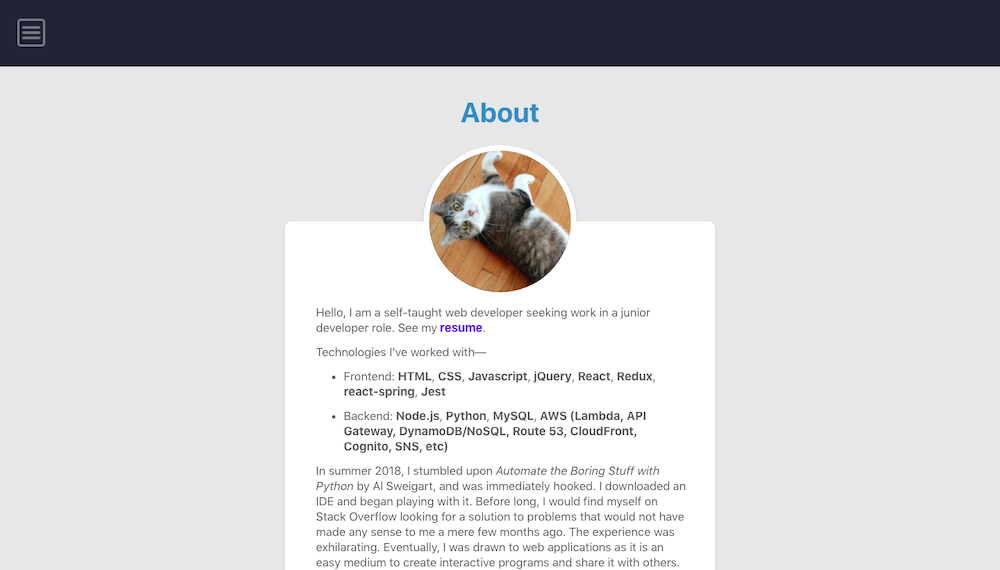 About
Hello, I am a self-taught web developer seeking work in a junior
developer role. See my resume.
Technologies I've worked with—
• Frontend: HTML, CSS, Javascript, jQuery, React, Redux,
react-spring, Jest
• Backend: Node.js, Python, MySQL, AWS (Lambda, API
Gateway, DynamoDB/NoSQL, Route 53, CloudFront,
Cognito, SNS, etc)
In summer 2018, I stumbled upon Automate the Boring Stuff with
Python by Al Sweigart, and was immediately hooked. I downloaded an
IDE and began playing with it. Before long, I would find myself on
Stack Overflow looking for a solution to problems that would not have
made any sense to me a mere few months ago. The experience was
exhilarating. Eventually, I was drawn to web applications as it is an
easy medium to create interactive programs and share it with others.